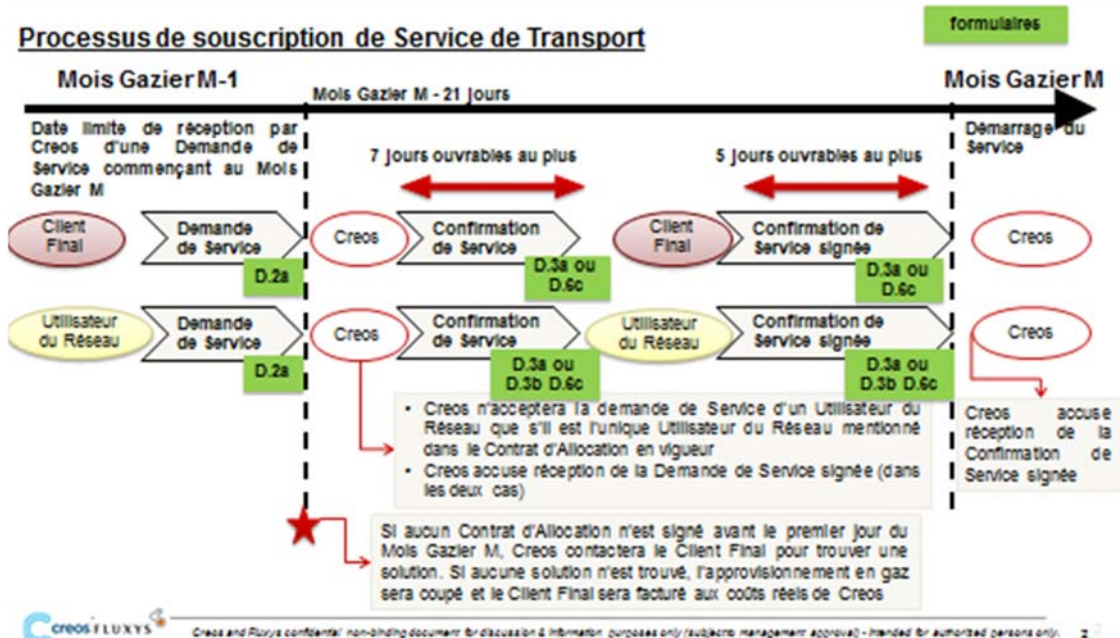 formulaires
Processus de souscription de Service de Transport
Mois Gazier M-1
Mois Gazier M - 21 jours
Mois Gazier M
Date limite de réception par
Creos d'une Demande de
Service commençant au Mois
Gazier M
7 jours ouvrables au plus
5 jours ouvrables au plus
Démarrage du
Service
Client
Final
Demande
de Service
D.2a
Creos
Confirmation
de Service
D.3a ou
D.6c
Client
Final
Confirmation de
Service signée
D.3a ou
D.6c
Creos
Utilisateur
du Réseau
Demande
de Service
D.2a
Creos
Confirmation
de Service
D.3a ou
D.3b D.6c
Utilisateur
du Réseau
Confirmation de
Service signée
D.3a ou
D.3b D.6c
Creos
• Creos n'acceptera la demande de Service d'un Utilisateur du
Réseau que s'il est l'unique Utilisateur du Réseau mentionné
dans le Contrat d'Allocation en vigueur
• Creos accuse réception de la Demande de Service signée (dans
les deux cas)
Creos accuse
réception de la
Confirmation de
Service signée
Si aucun Contrat d'Allocation n'est signé avant le premier jour du
Mois Gazier M, Creos contactera le Client Final pour trouver une
solution. Si aucune solution n'est trouvé, l'approvisionnement en gaz
sera coupé et le Client Final sera facturé aux coûts réels de Creos
creos FLUXYS
Creos and Fluxys confidential non-binding document for discussion & information purposes only (subjects management approval) - Intended for authorized persons only. 2
2